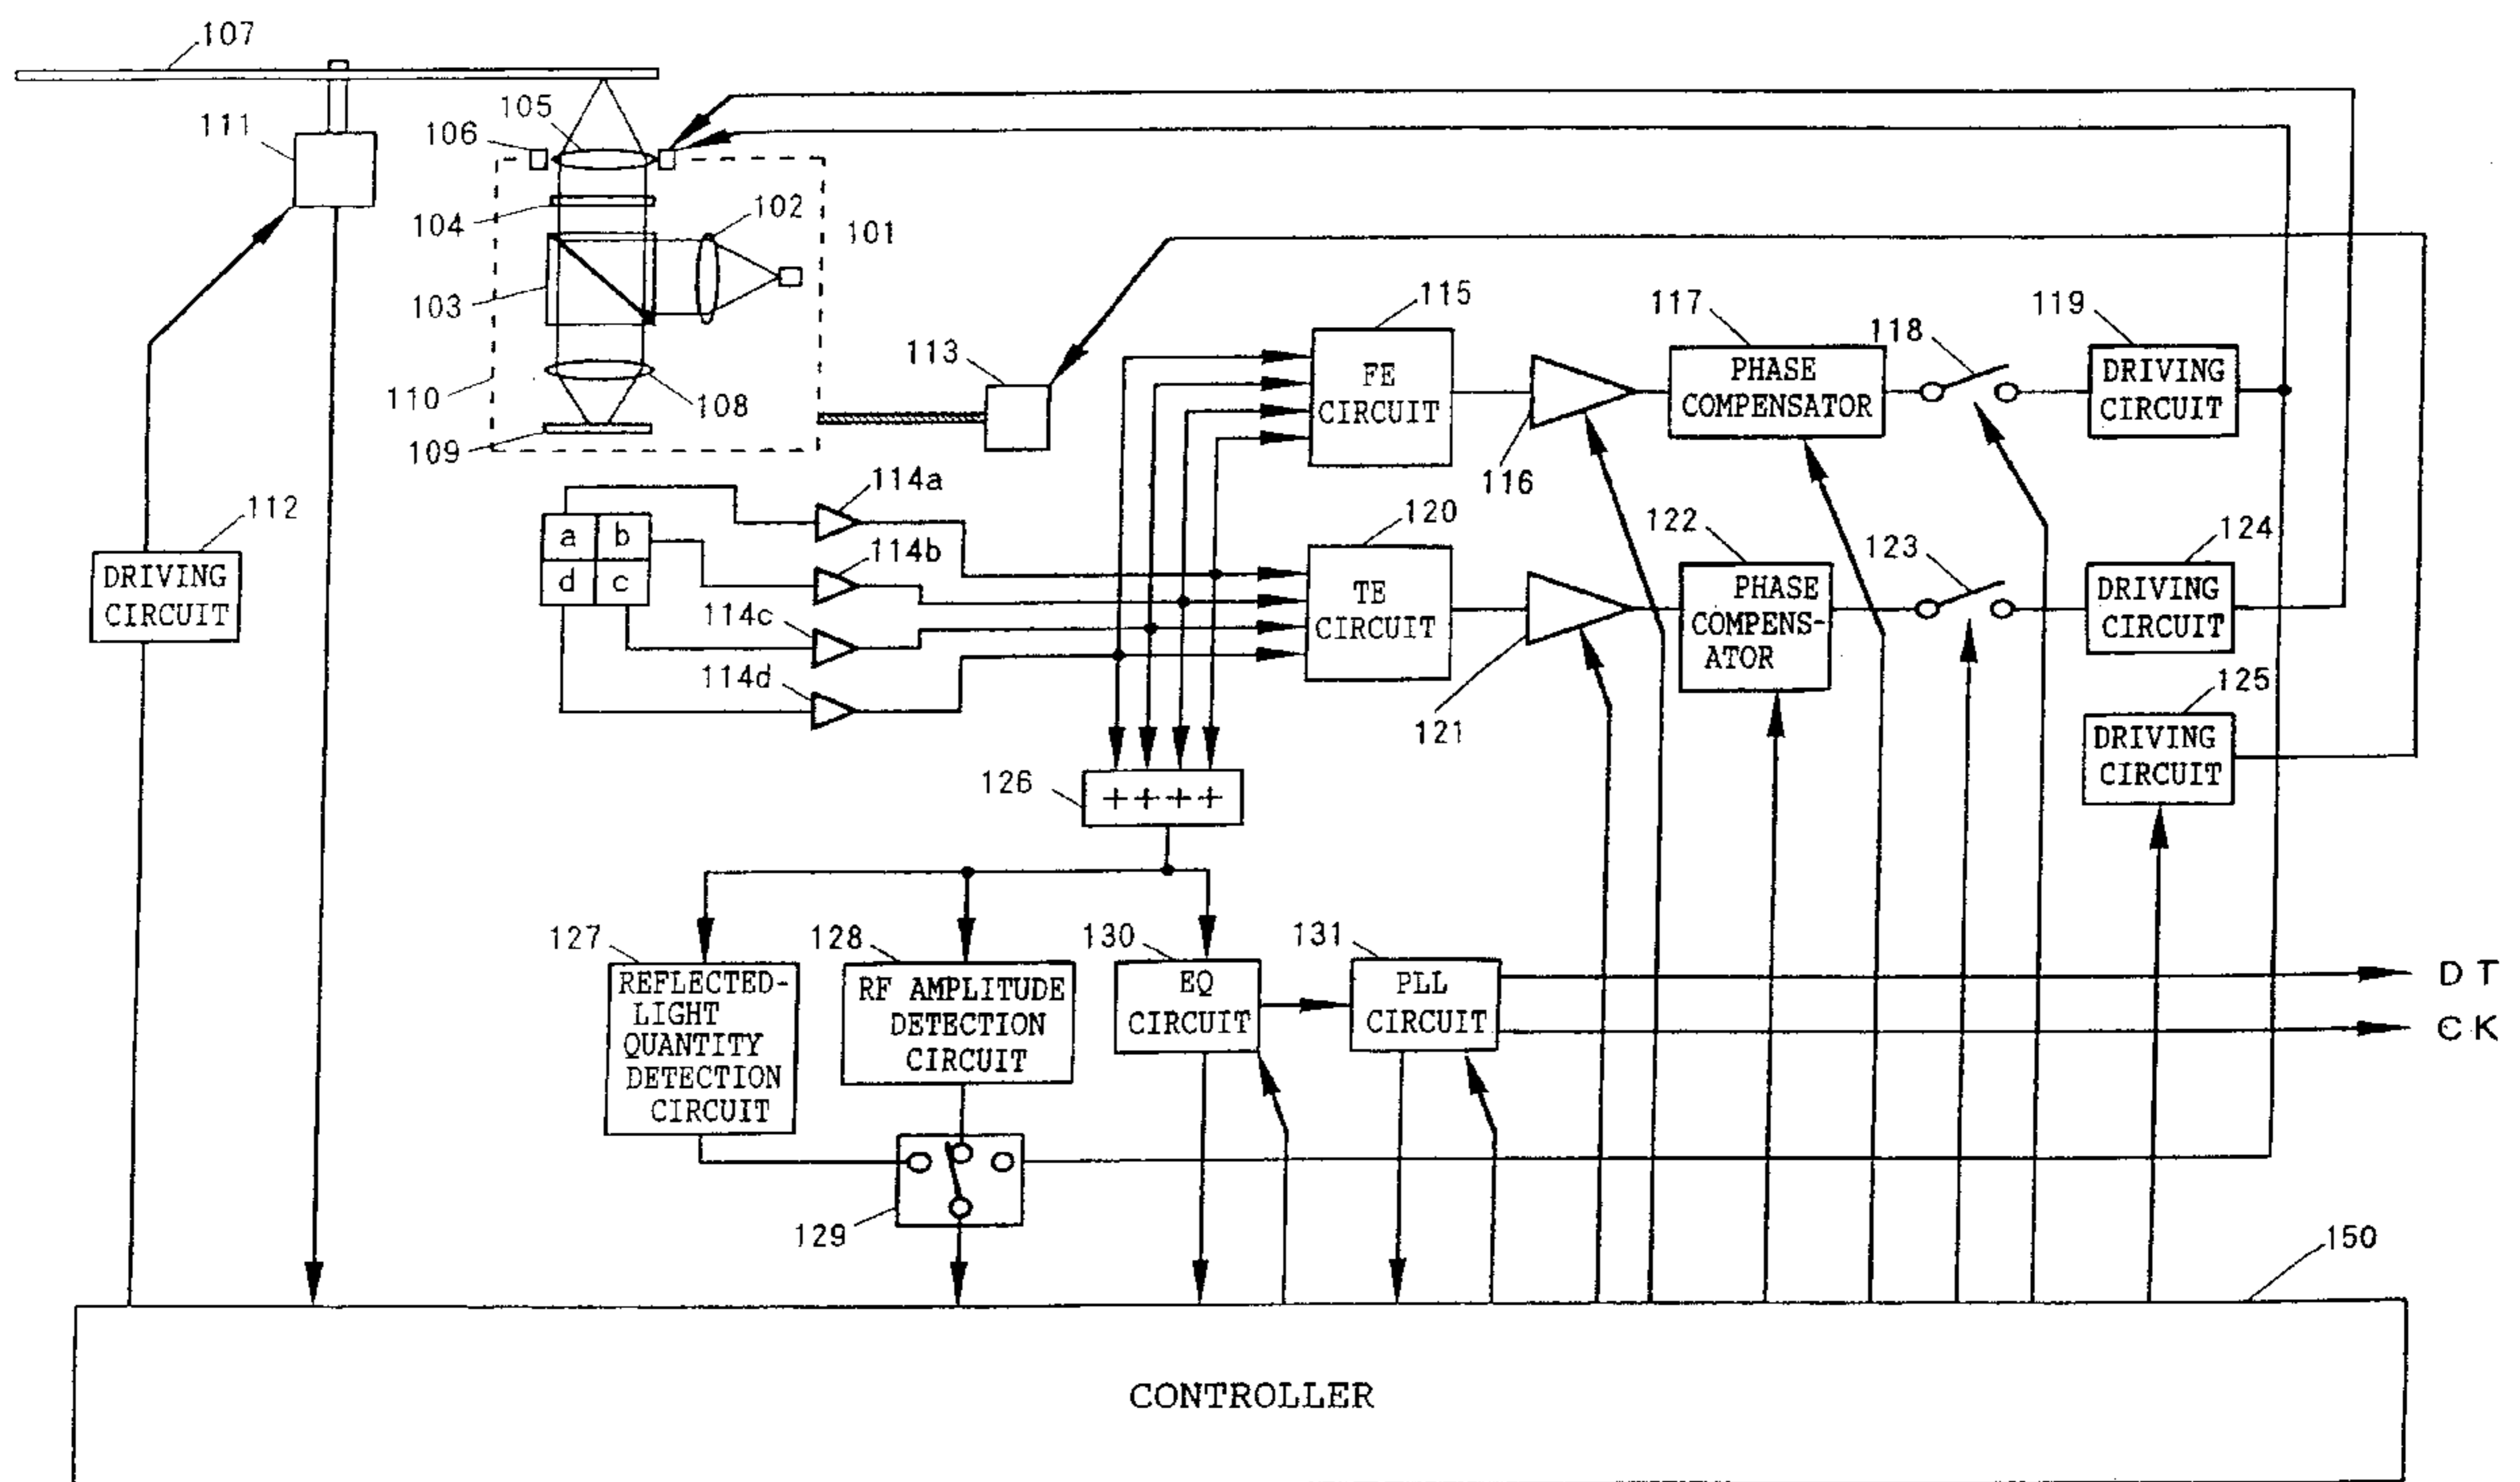 107
105
106
111
104
102
101
103
110
108
109
113
115
FE
CIRCUIT
116
117
PHASE
COMPENSATOR
118
119
DRIVING
CIRCUIT
112
DRIVING
CIRCUIT
a b
d c
114a
114b
114c
114d
120
TE
CIRCUIT
121
122
PHASE
COMPENS-
ATOR
123
124
DRIVING
CIRCUIT
125
DRIVING
CIRCUIT
126
++++
127
REFLECTED-
LIGHT
QUANTITY
DETECTION
CIRCUIT
128
RF AMPLITUDE
DETECTION
CIRCUIT
129
130
EQ
CIRCUIT
131
PLL
CIRCUIT
DT
CK
150
CONTROLLER